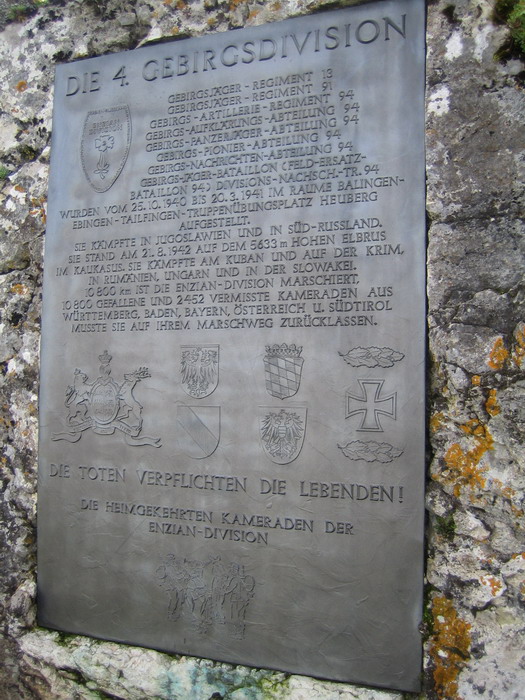 DIE 4. GEBIRGSDIVISION
GEBIRGSJÄGER-REGIMENT 13
GEBIRGSJÄGER-REGIMENT 91
GEBIRGS-ARTILLERIE-REGIMENT 94
GEBIRGS-AUFKLÄRUNGS-ABTEILUNG 94
GEBIRGS-PANZERJÄGER-ABTEILUNG 94
GEBIRGS-PIONIER-ABTEILUNG 94
GEBIRGS-NACHRICHTEN-ABTEILUNG 94
GEBIRGS-JÄGER-BATAILLON (FELD-ERSATZ-
BATAILLON 94) DIVISIONS-NACHSCH.-TR. 94
WURDEN VOM 25.10.1940 BIS 20.3.1941 IM RAUME BALINGEN-
EBINGEN-TAILFINGEN-TRUPPENÜBUNGSPLATZ HEUBERG
AUFGESTELLT.
SIE KÄMPFTE IN JUGOSLAWIEN UND IN SÜD-RUSSLAND.
SIE STAND AM 21.8.1942 AUF DEM 5633 m HOHEN ELBRUS
IM KAUKASUS. SIE KÄMPFTE AM KUBAN UND AUF DER KRIM,
IN RUMÄNIEN, UNGARN UND IN DER SLOWAKEI.
10 800 km IST DIE ENZIAN-DIVISION MARSCHIERT,
10 800 GEFALLENE UND 2452 VERMISSTE KAMERADEN AUS
WÜRTTEMBERG, BADEN, BAYERN, ÖSTERREICH U. SÜDTIROL
MUSSTE SIE AUF IHREM MARSCHWEG ZURÜCKLASSEN.
DIE TOTEN VERPFLICHTEN DIE LEBENDEN!
DIE HEIMGEKEHRTEN KAMERADEN DER
ENZIAN-DIVISION